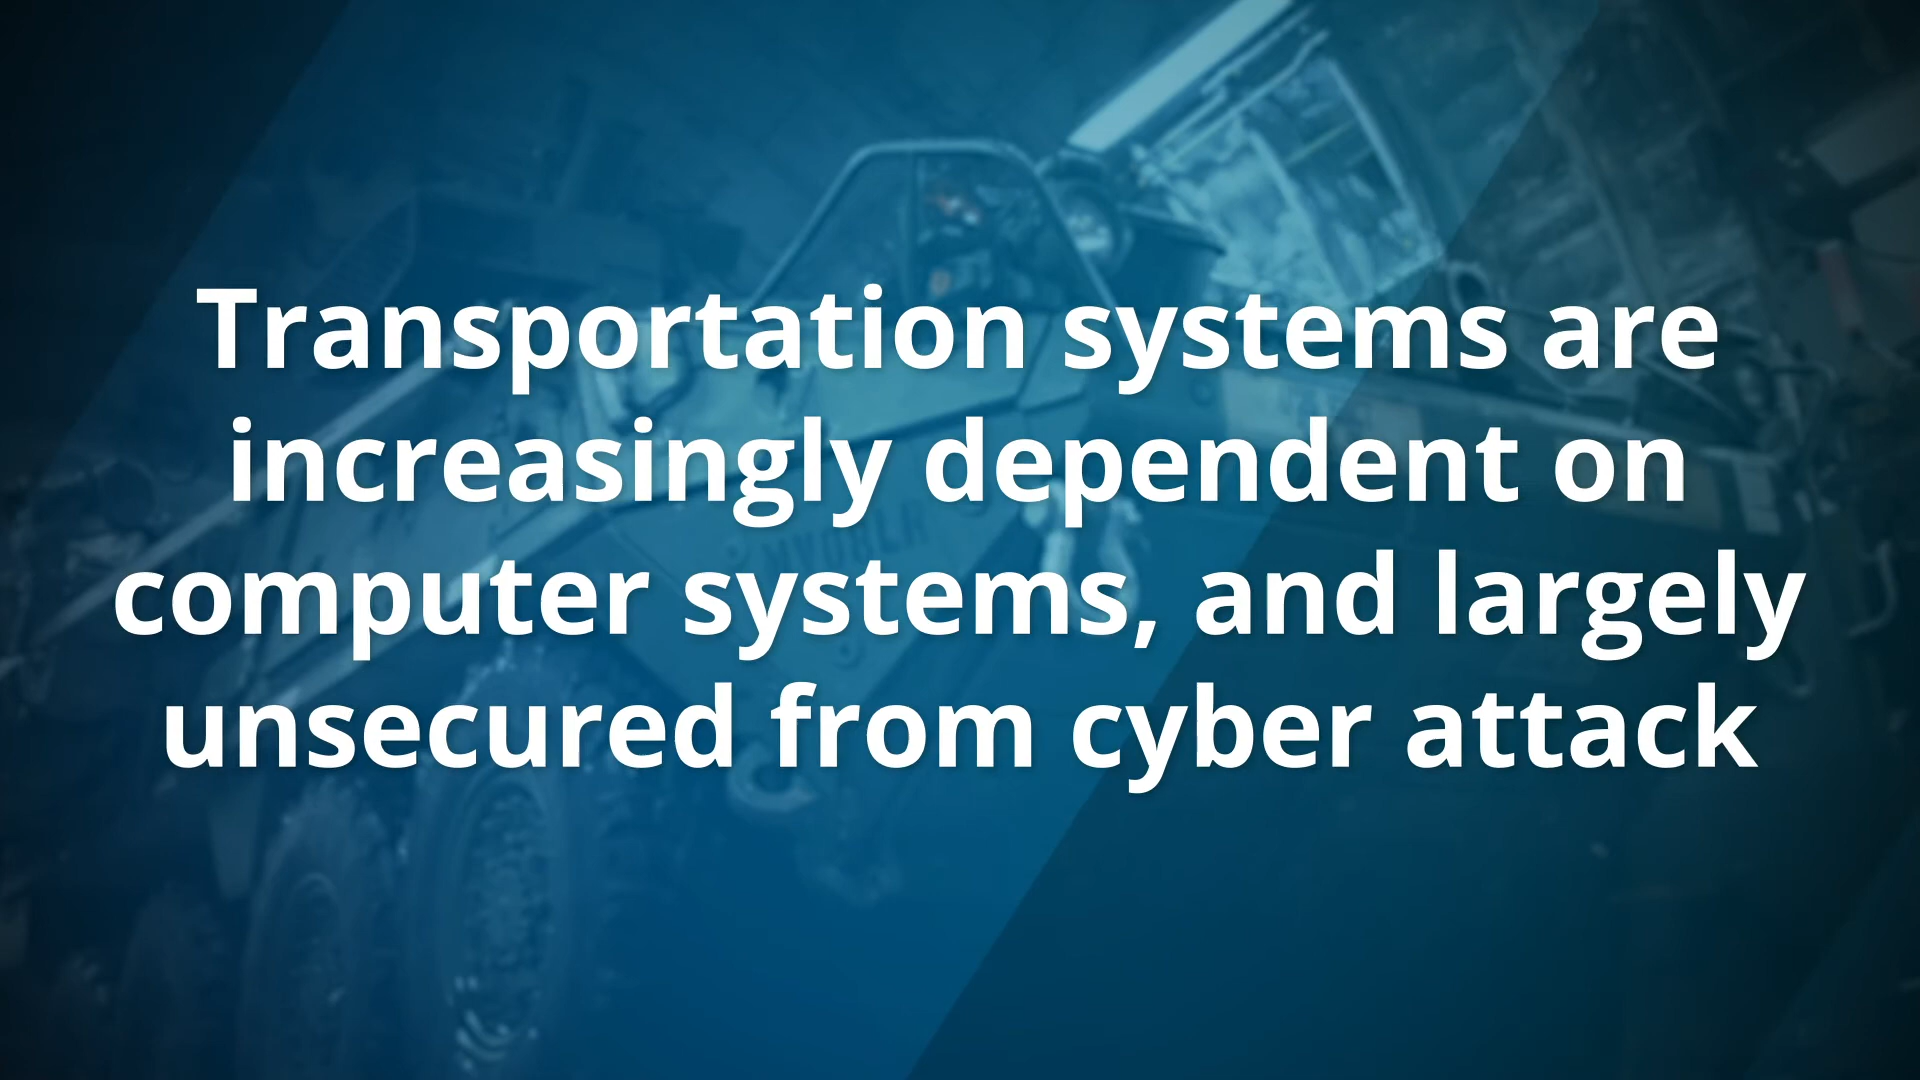 Transportation systems are
increasingly dependent on
computer systems, and largely
unsecured from cyber attack